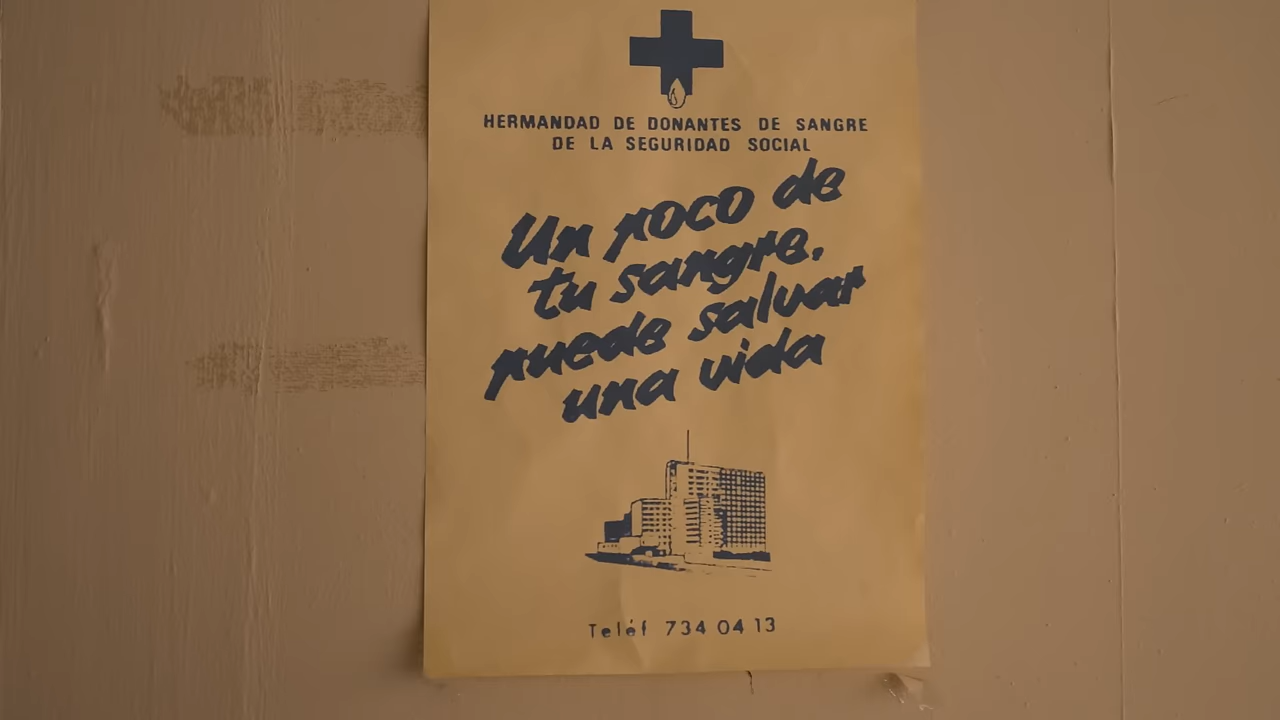 HERMANDAD DE DONANTES DE SANGRE
DE LA SEGURIDAD SOCIAL
Un poco de
tu sangre,
puede salvar
una vida
Teléf 734 04 13